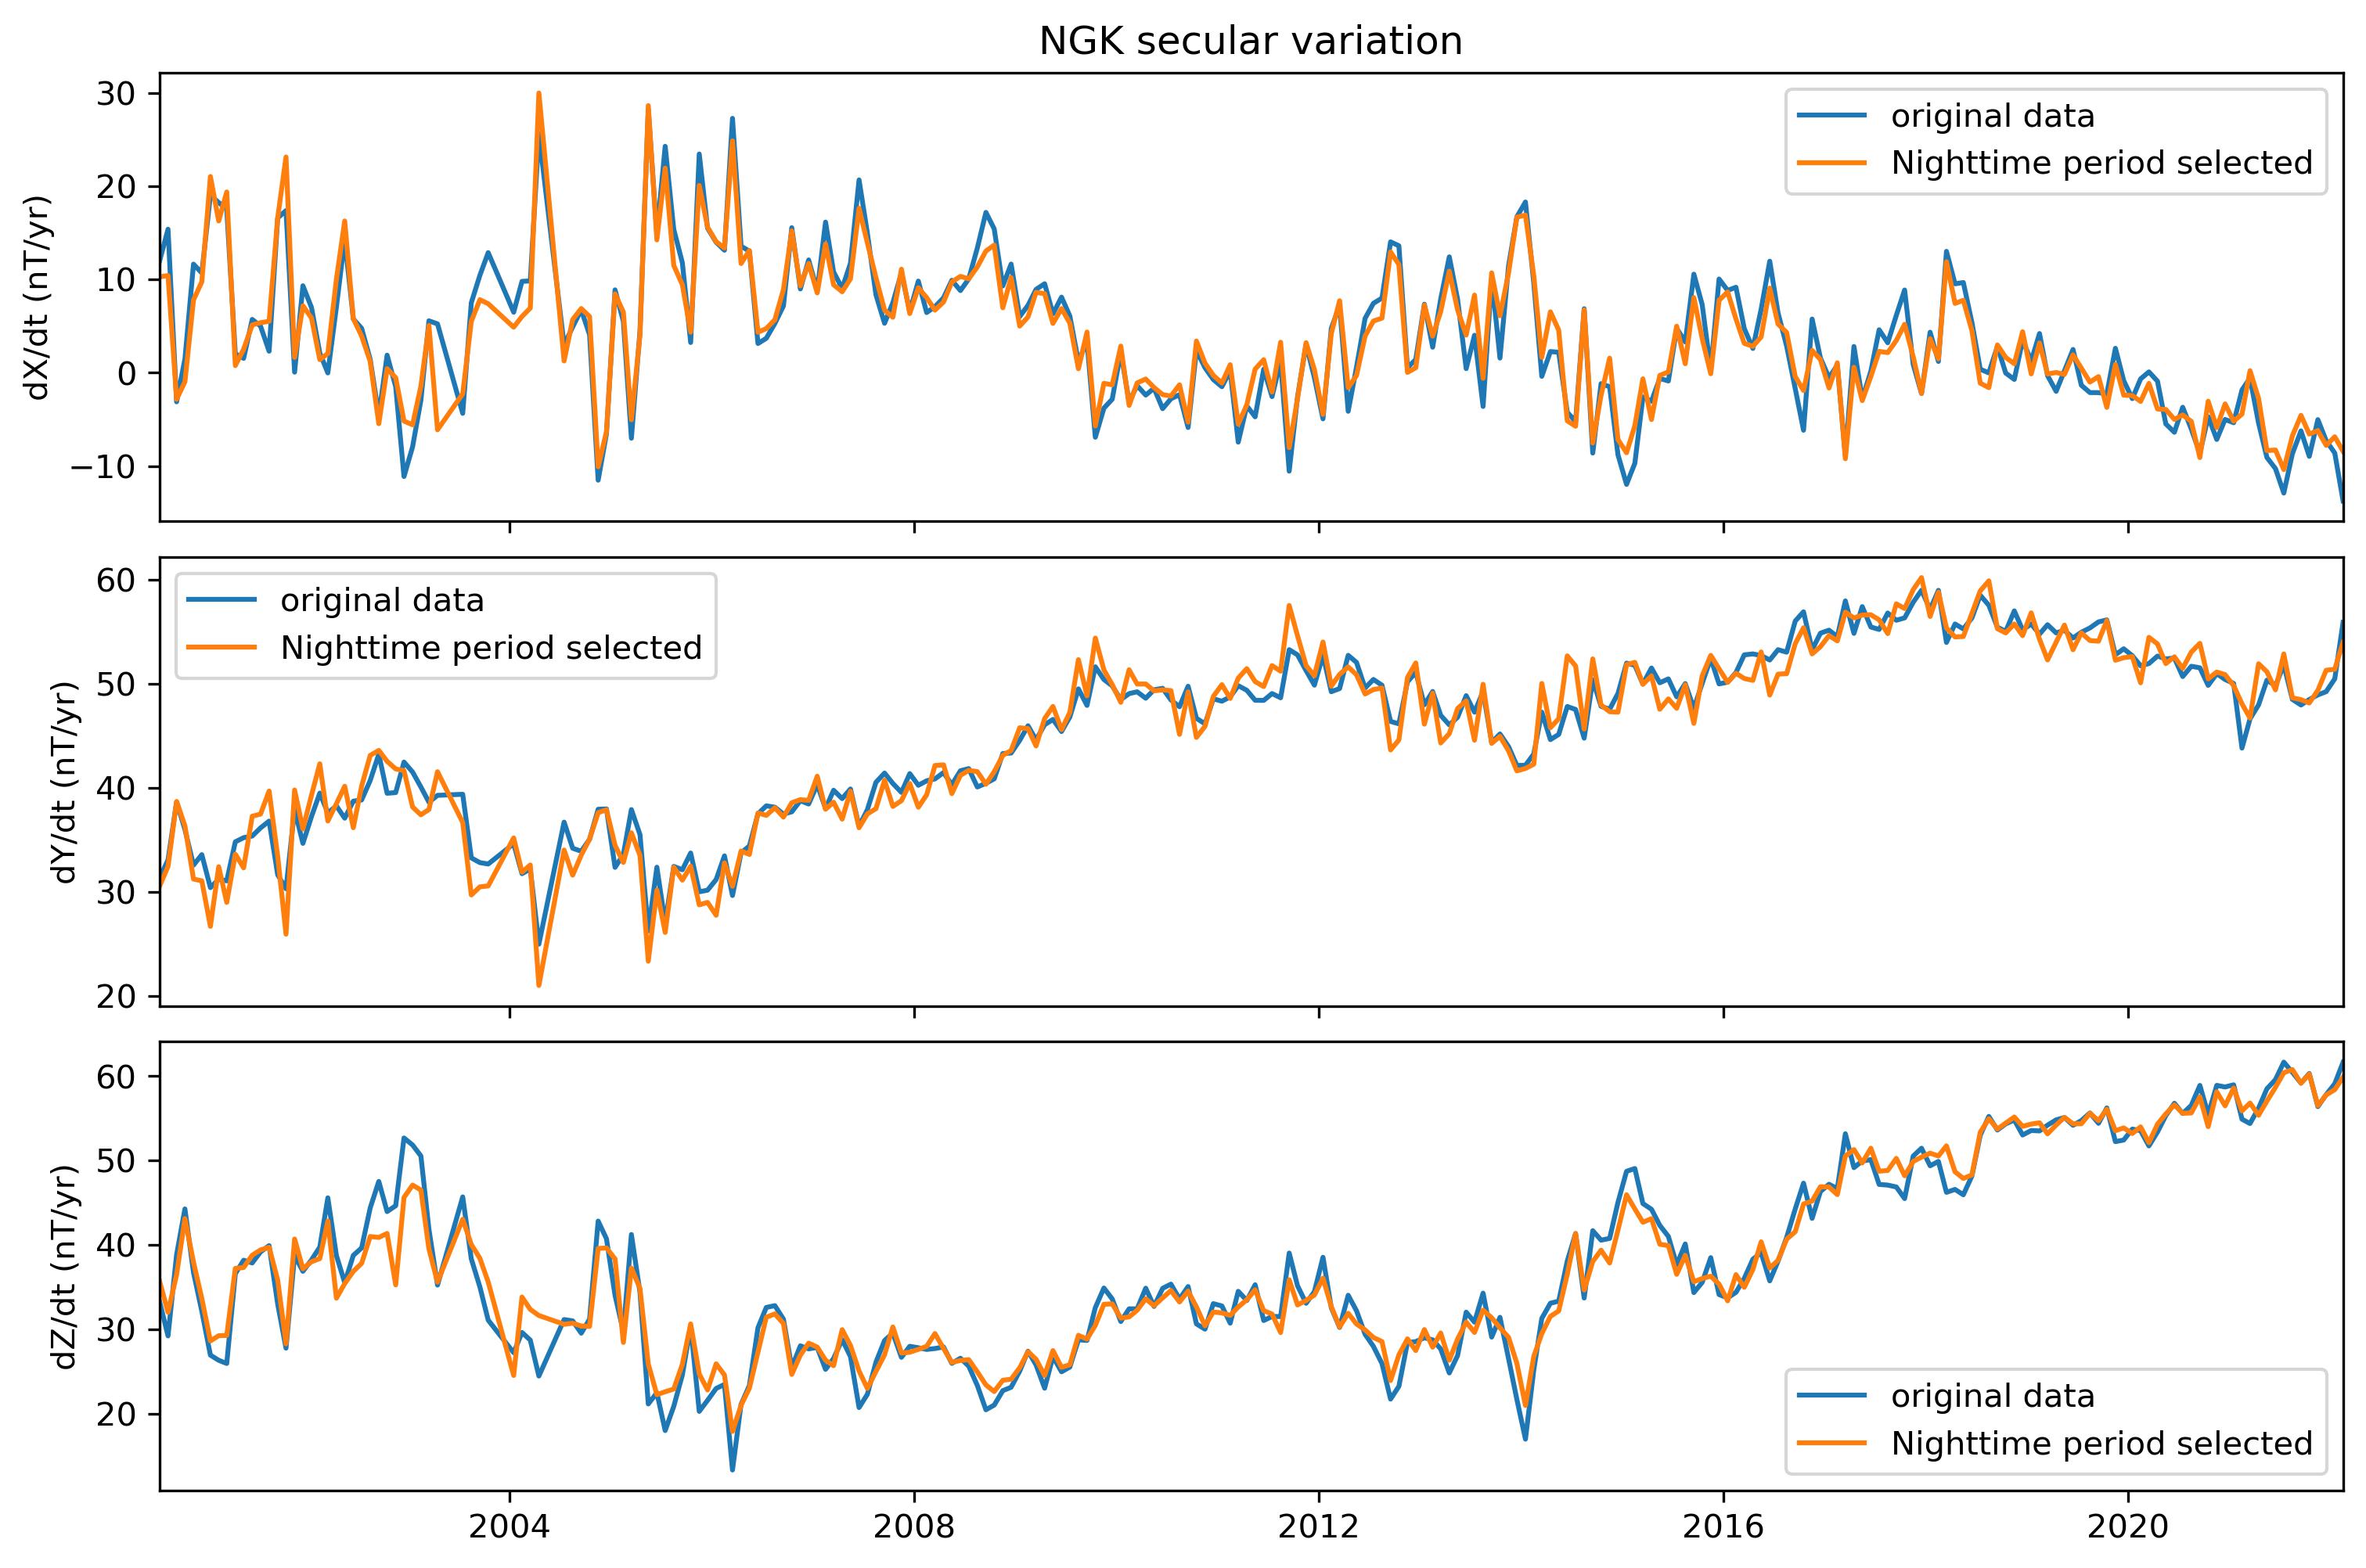 NGK secular variation
30
20
10
0
−10
dX/dt (nT/yr)
original data
Nighttime period selected
60
50
40
30
20
dY/dt (nT/yr)
original data
Nighttime period selected
60
50
40
30
20
dZ/dt (nT/yr)
original data
Nighttime period selected
2004 2008 2012 2016 2020